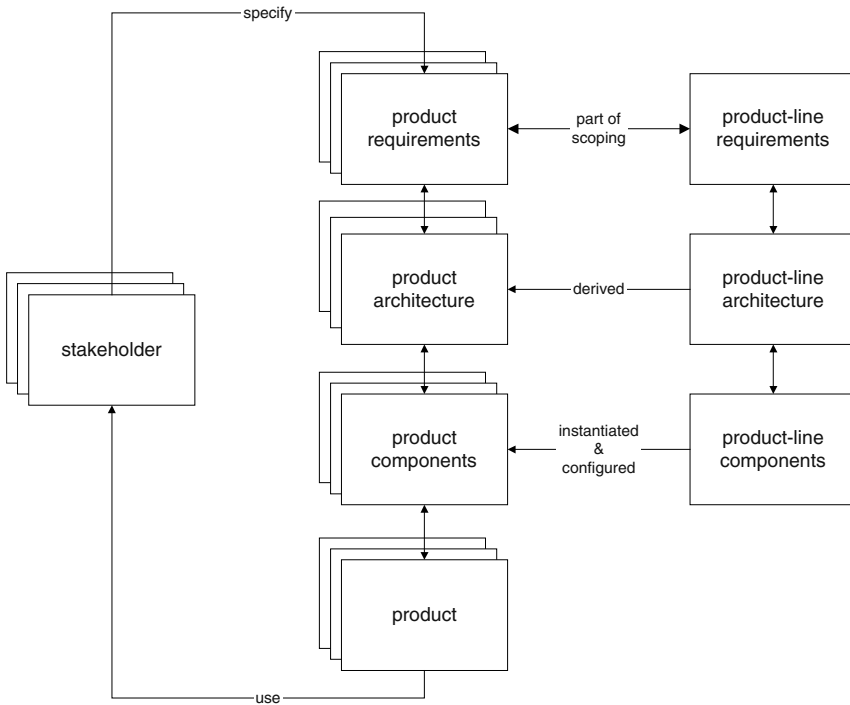 specify
product
requirements
part of
scoping
product-line
requirements
product
architecture
derived
product-line
architecture
stakeholder
product
components
instantiated
&
configured
product-line
components
product
use